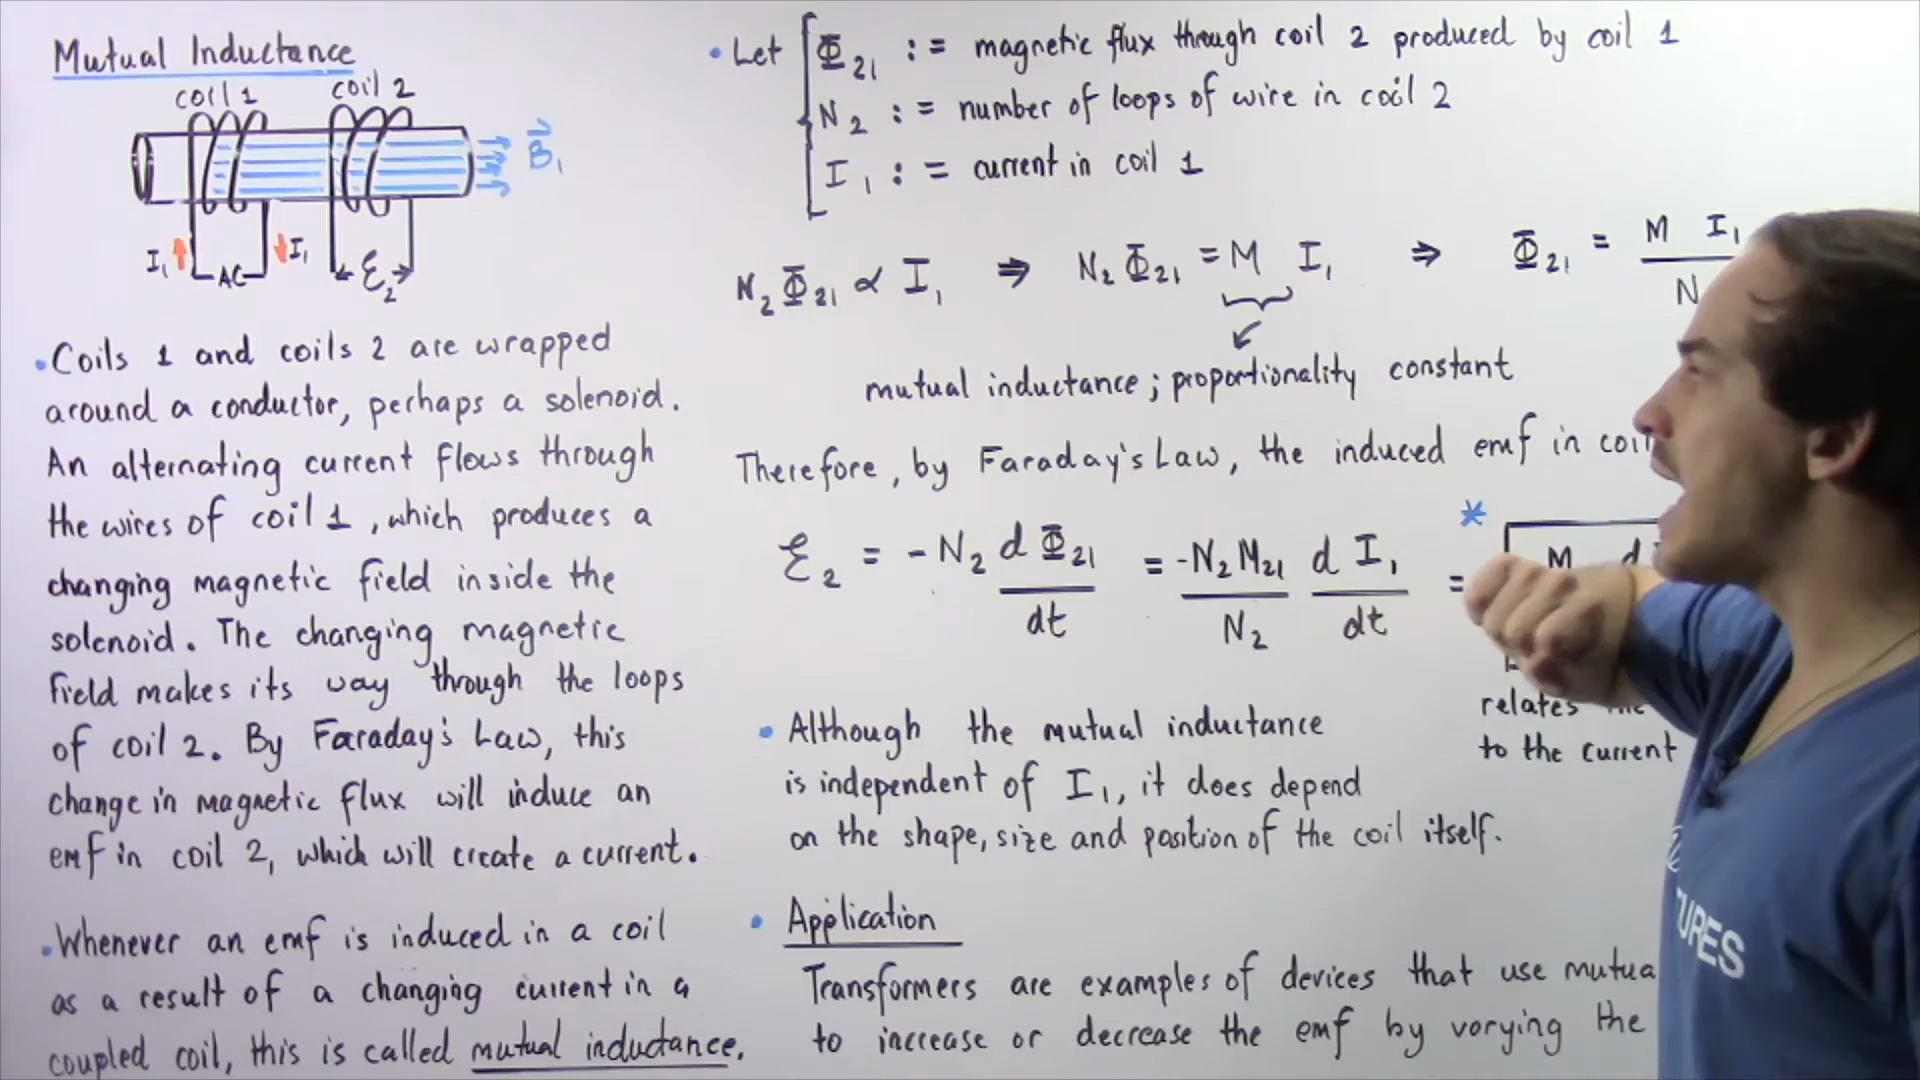 Mutual Inductance
coil 1 coil 2
B⃗₁
I₁ I₁
AC ℰ₂
• Coils 1 and coils 2 are wrapped
around a conductor, perhaps a solenoid.
An alternating current flows through
the wires of coil 1, which produces a
changing magnetic field inside the
solenoid. The changing magnetic
field makes its way through the loops
of coil 2. By Faraday's Law, this
change in magnetic flux will induce an
emf in coil 2, which will create a current.
• Whenever an emf is induced in a coil
as a result of a changing current in a
coupled coil, this is called mutual inductance.
• Let Φ₂₁ := magnetic flux through coil 2 produced by coil 1
N₂ := number of loops of wire in coil 2
I₁ := current in coil 1
N₂Φ₂₁ ∝ I₁ ⇒ N₂Φ₂₁ = M I₁ ⇒ Φ₂₁ = M I₁ / N
mutual inductance; proportionality constant
Therefore, by Faraday's Law, the induced emf in coil
ℰ₂ = -N₂ dΦ₂₁/dt = -N₂M₂₁/N₂ dI₁/dt =
* M d
relates the
to the current
• Although the mutual inductance
is independent of I₁, it does depend
on the shape, size and position of the coil itself.
• Application
Transformers are examples of devices that use mutua
to increase or decrease the emf by varying the
TURES